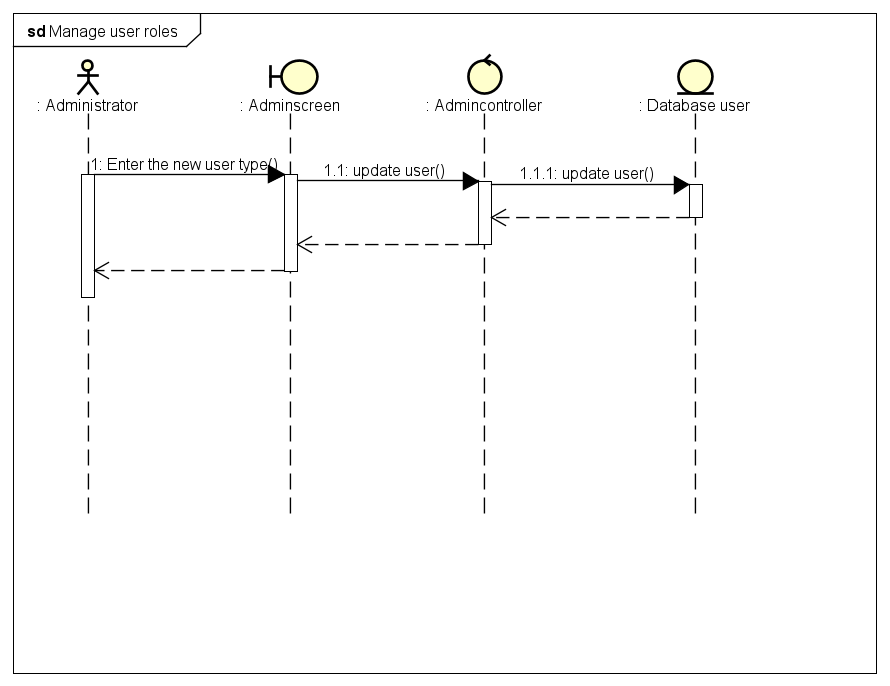 sd Manage user roles
: Administrator
: Adminscreen
: Admincontroller
: Database user
1: Enter the new user type()
1.1: update user()
1.1.1: update user()